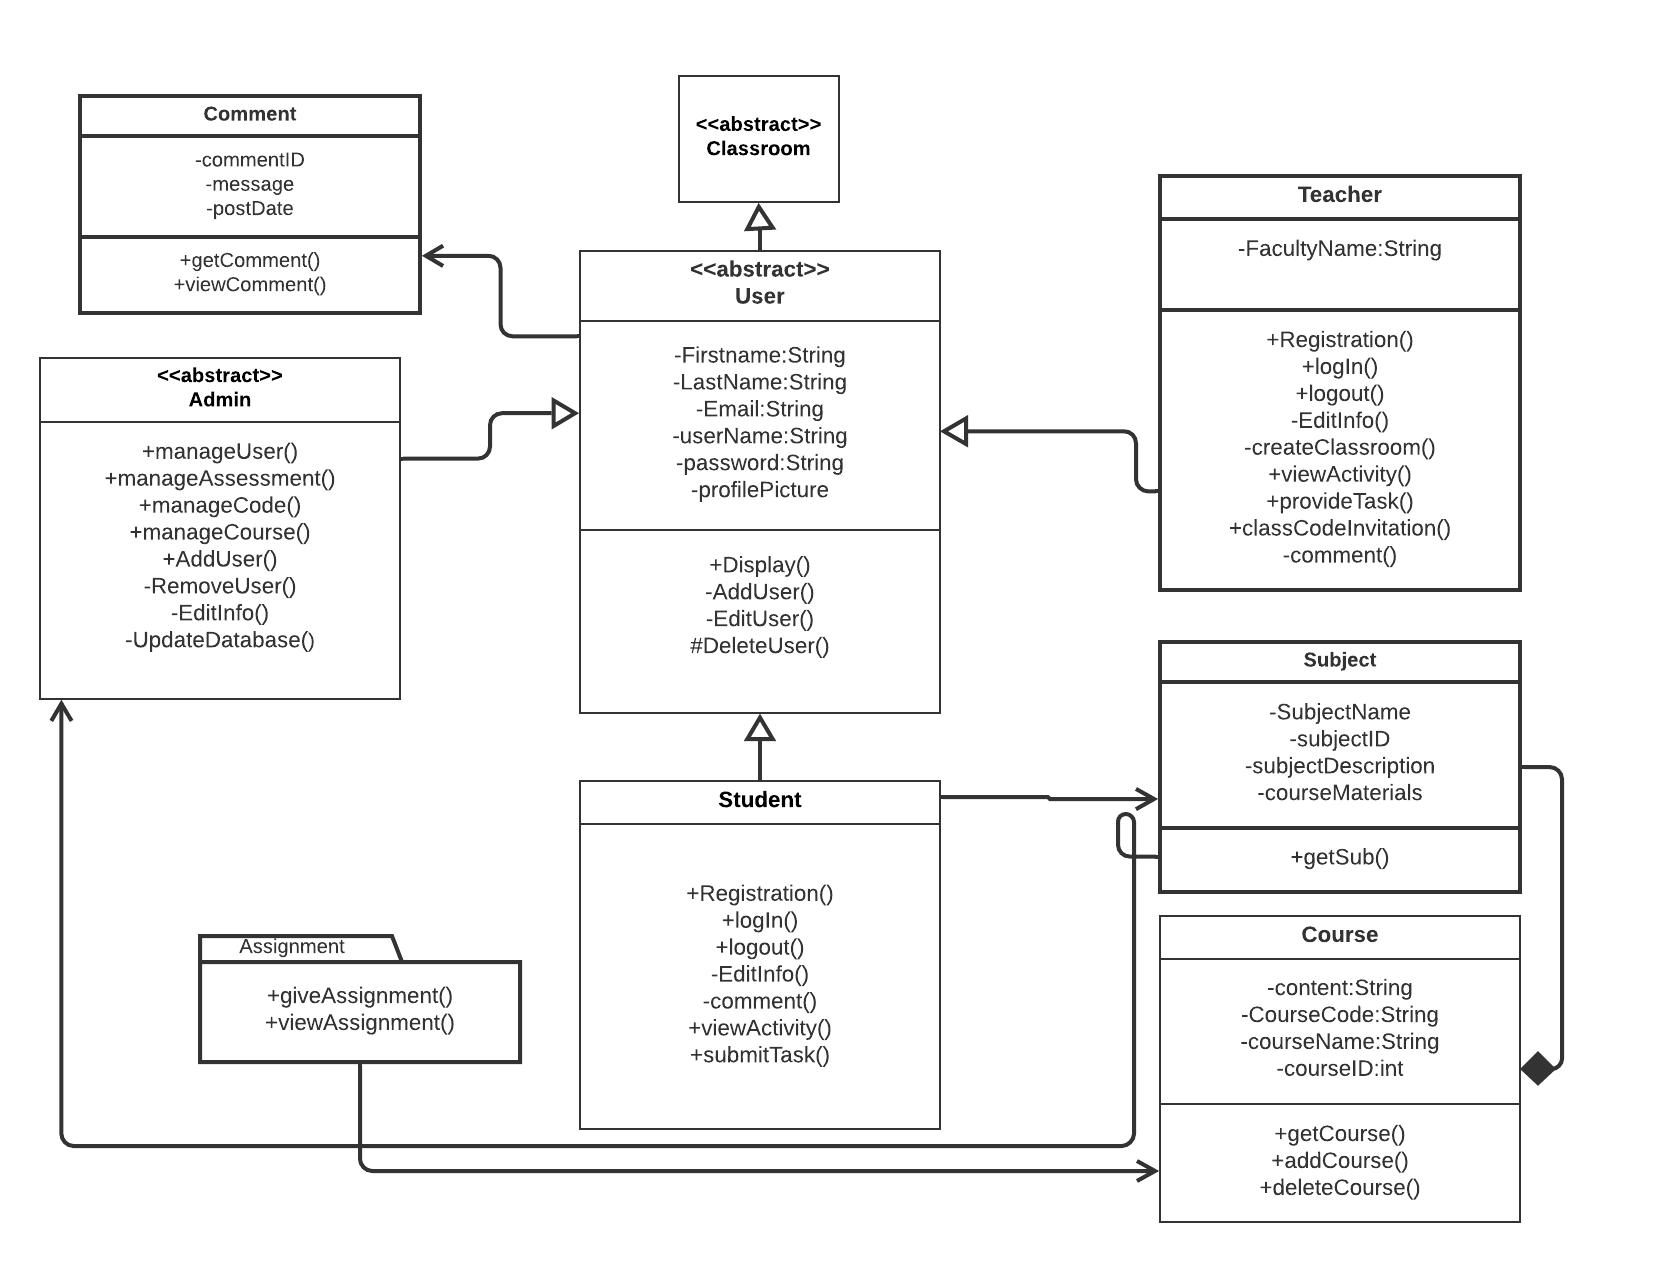 Comment
-commentID
-message
-postDate
+getComment()
+viewComment()
<<abstract>>
Classroom
<<abstract>>
User
-Firstname:String
-LastName:String
-Email:String
-userName:String
-password:String
-profilePicture
+Display()
-AddUser()
-EditUser()
#DeleteUser()
Teacher
-FacultyName:String
+Registration()
+logIn()
+logout()
-EditInfo()
-createClassroom()
+viewActivity()
+provideTask()
+classCodeInvitation()
-comment()
<<abstract>>
Admin
+manageUser()
+manageAssessment()
+manageCode()
+manageCourse()
+AddUser()
-RemoveUser()
-EditInfo()
-UpdateDatabase()
Subject
-SubjectName
-subjectID
-subjectDescription
-courseMaterials
+getSub()
Student
+Registration()
+logIn()
+logout()
-EditInfo()
-comment()
+viewActivity()
+submitTask()
Assignment
+giveAssignment()
+viewAssignment()
Course
-content:String
-CourseCode:String
-courseName:String
-courseID:int
+getCourse()
+addCourse()
+deleteCourse()